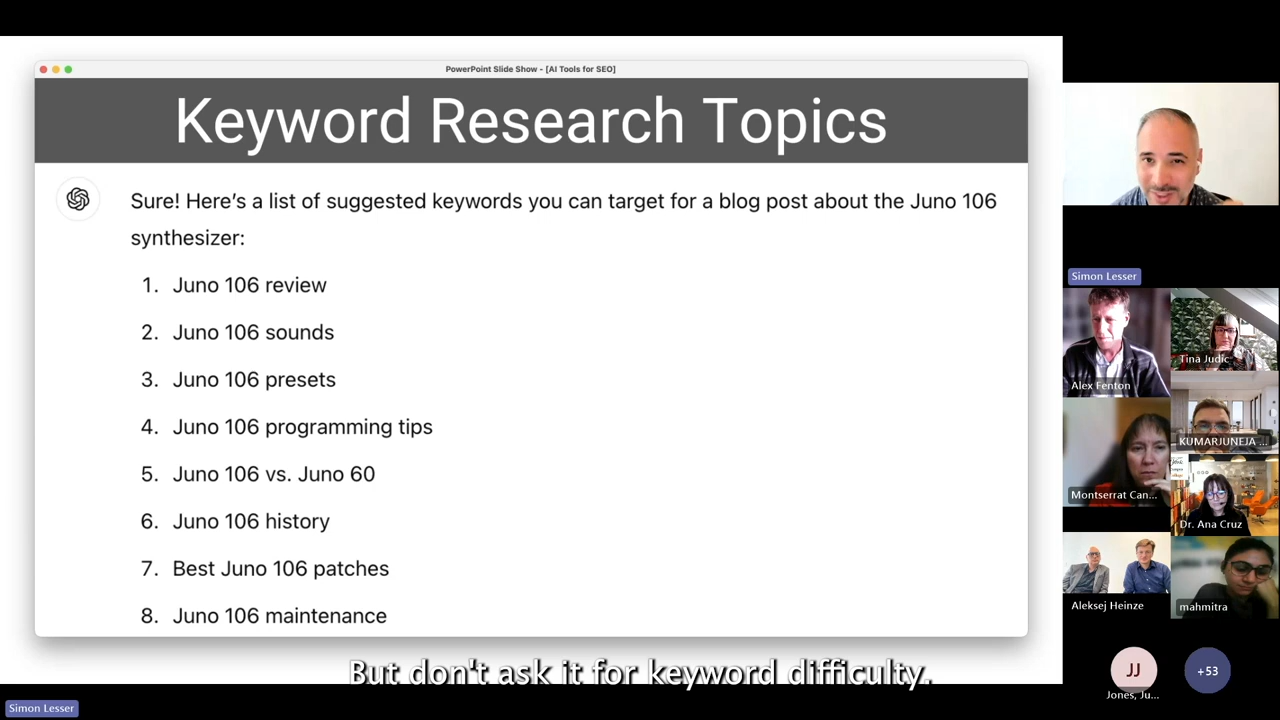 PowerPoint Slide Show - [AI Tools for SEO]
Keyword Research Topics
Sure! Here's a list of suggested keywords you can target for a blog post about the Juno 106
synthesizer:
1. Juno 106 review
2. Juno 106 sounds
3. Juno 106 presets
4. Juno 106 programming tips
5. Juno 106 vs. Juno 60
6. Juno 106 history
7. Best Juno 106 patches
8. Juno 106 maintenance
But don't ask it for keyword difficulty.
Simon Lesser
Simon Lesser
Alex Fenton
Tina Judic
KUMARJUNEJA ...
Montserrat Can...
Dr. Ana Cruz
Aleksej Heinze
mahmitra
JJ
+53
Jones, Ju...